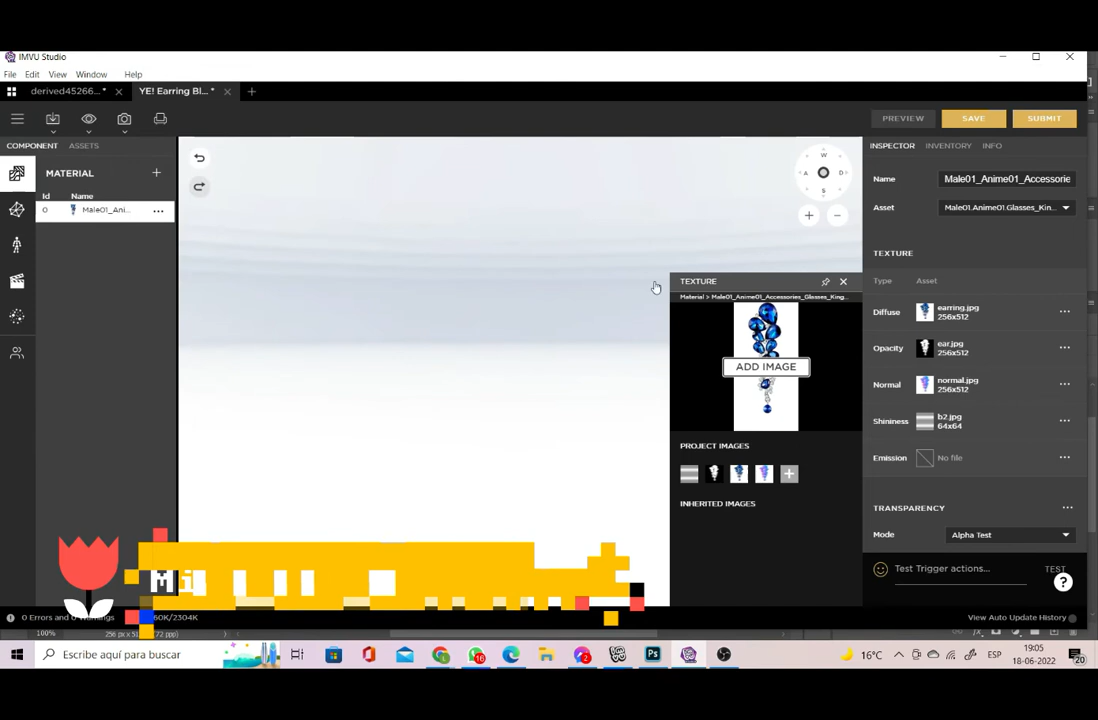 IMVU Studio
File Edit View Window Help
derived45266... * YE! Earring Bl... *
PREVIEW SAVE SUBMIT
COMPONENT ASSETS
INSPECTOR INVENTORY INFO
MATERIAL
Id Name
0 Male01_Ani...
W
A D
S
Name Male01_Anime01_Accessorie
Asset Male01.Anime01.Glasses_Kin...
TEXTURE
Type Asset
Diffuse earring.jpg
256x512
Opacity ear.jpg
256x512
Normal normal.jpg
256x512
Shininess b2.jpg
64x64
Emission No file
TRANSPARENCY
Mode Alpha Test
Test Trigger actions... TEST
?
TEXTURE
Material > Male01_Anime01_Accessories_Glasses_King...
ADD IMAGE
PROJECT IMAGES
INHERITED IMAGES
Mi
0 Errors and 0 Warnings 60K/2304K
View Auto Update History
100%
Escribe aquí para buscar
16°C ESP 19:05
18-06-2022 20